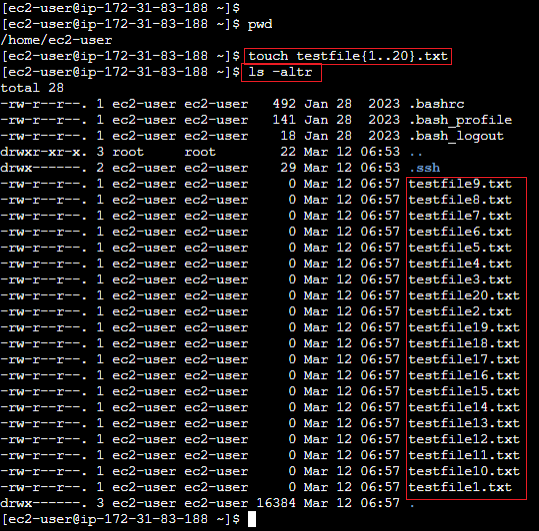 [ec2-user@ip-172-31-83-188 ~]$
[ec2-user@ip-172-31-83-188 ~]$ pwd
/home/ec2-user
[ec2-user@ip-172-31-83-188 ~]$ touch testfile{1..20}.txt
[ec2-user@ip-172-31-83-188 ~]$ ls -altr
total 28
-rw-r--r--. 1 ec2-user ec2-user   492 Jan 28  2023 .bashrc
-rw-r--r--. 1 ec2-user ec2-user   141 Jan 28  2023 .bash_profile
-rw-r--r--. 1 ec2-user ec2-user    18 Jan 28  2023 .bash_logout
drwxr-xr-x. 3 root     root        22 Mar 12 06:53 ..
drwx------. 2 ec2-user ec2-user    29 Mar 12 06:53 .ssh
-rw-r--r--. 1 ec2-user ec2-user     0 Mar 12 06:57 testfile9.txt
-rw-r--r--. 1 ec2-user ec2-user     0 Mar 12 06:57 testfile8.txt
-rw-r--r--. 1 ec2-user ec2-user     0 Mar 12 06:57 testfile7.txt
-rw-r--r--. 1 ec2-user ec2-user     0 Mar 12 06:57 testfile6.txt
-rw-r--r--. 1 ec2-user ec2-user     0 Mar 12 06:57 testfile5.txt
-rw-r--r--. 1 ec2-user ec2-user     0 Mar 12 06:57 testfile4.txt
-rw-r--r--. 1 ec2-user ec2-user     0 Mar 12 06:57 testfile3.txt
-rw-r--r--. 1 ec2-user ec2-user     0 Mar 12 06:57 testfile20.txt
-rw-r--r--. 1 ec2-user ec2-user     0 Mar 12 06:57 testfile2.txt
-rw-r--r--. 1 ec2-user ec2-user     0 Mar 12 06:57 testfile19.txt
-rw-r--r--. 1 ec2-user ec2-user     0 Mar 12 06:57 testfile18.txt
-rw-r--r--. 1 ec2-user ec2-user     0 Mar 12 06:57 testfile17.txt
-rw-r--r--. 1 ec2-user ec2-user     0 Mar 12 06:57 testfile16.txt
-rw-r--r--. 1 ec2-user ec2-user     0 Mar 12 06:57 testfile15.txt
-rw-r--r--. 1 ec2-user ec2-user     0 Mar 12 06:57 testfile14.txt
-rw-r--r--. 1 ec2-user ec2-user     0 Mar 12 06:57 testfile13.txt
-rw-r--r--. 1 ec2-user ec2-user     0 Mar 12 06:57 testfile12.txt
-rw-r--r--. 1 ec2-user ec2-user     0 Mar 12 06:57 testfile11.txt
-rw-r--r--. 1 ec2-user ec2-user     0 Mar 12 06:57 testfile10.txt
-rw-r--r--. 1 ec2-user ec2-user     0 Mar 12 06:57 testfile1.txt
drwx------. 3 ec2-user ec2-user 16384 Mar 12 06:57 .
[ec2-user@ip-172-31-83-188 ~]$